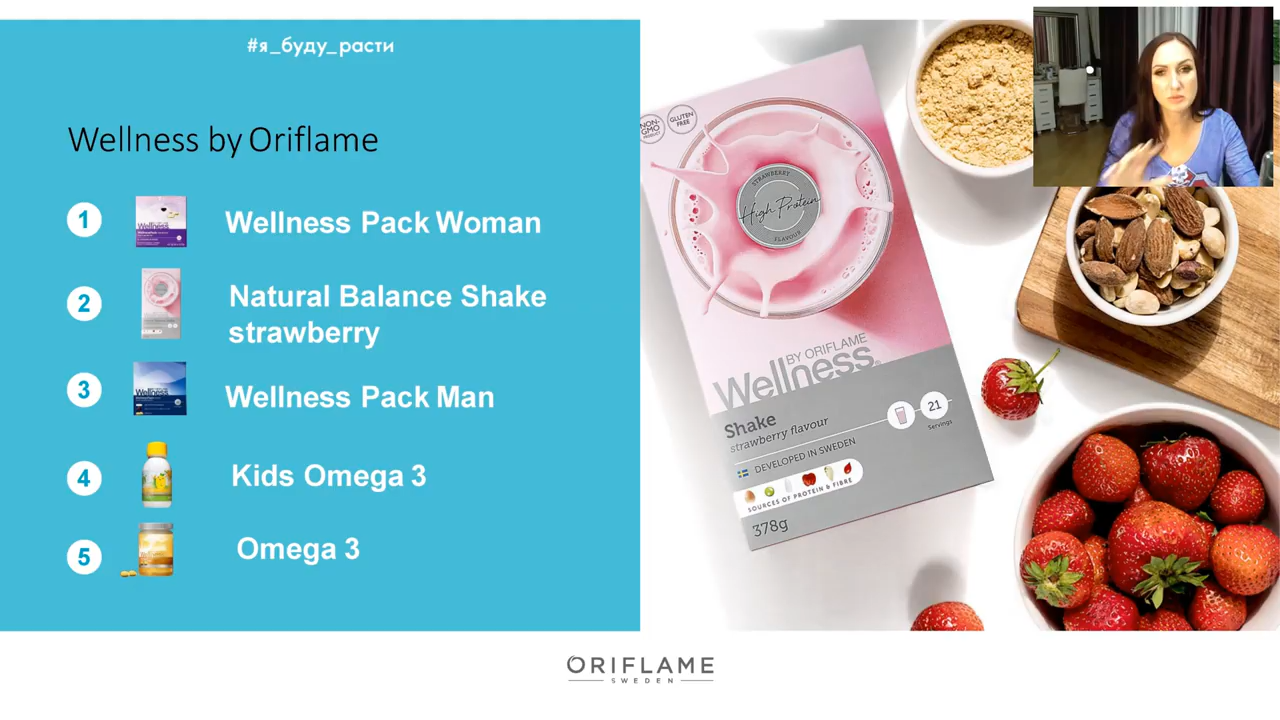 #я_буду_расти
Wellness by Oriflame
1
Wellness Pack Woman
2
Natural Balance Shake
strawberry
3
Wellness Pack Man
4
Kids Omega 3
5
Omega 3
NON-
GMO
PRODUCT
GLUTEN
FREE
STRAWBERRY
High Protein
FLAVOUR
BY ORIFLAME
Wellness
Shake
strawberry flavour
21
Servings
DEVELOPED IN SWEDEN
SOURCES OF PROTEIN & FIBRE
378g
ORIFLAME
SWEDEN